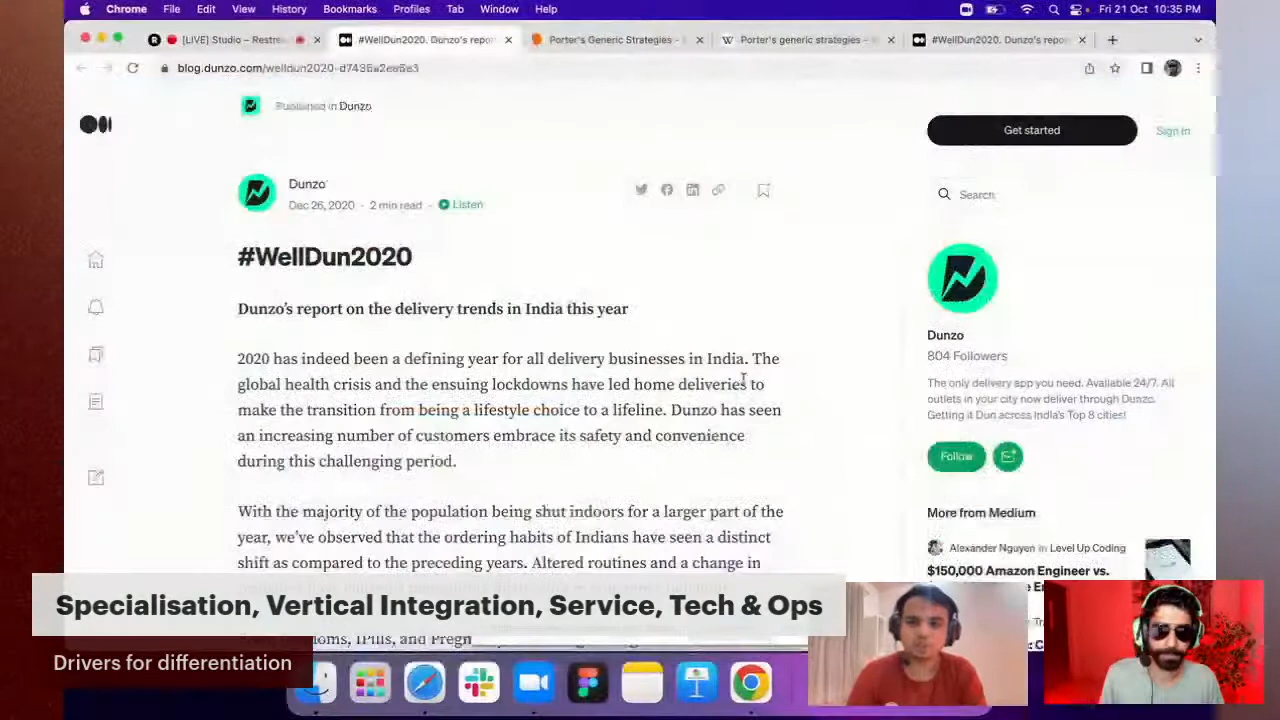 Chrome File Edit View History Bookmarks Profiles Tab Window Help Fri 21 Oct 10:35 PM
[LIVE] Studio – Restre #WellDun2020. Dunzo's repor Porter's Generic Strategies - Porter's generic strategies – #WellDun2020. Dunzo's repo
blog.dunzo.com/welldun2020-
Published in Dunzo
Get started
Sign In
Dunzo
Dec 26, 2020 · 2 min read · Listen
Search
#WellDun2020
Dunzo's report on the delivery trends in India this year
2020 has indeed been a defining year for all delivery businesses in India. The
global health crisis and the ensuing lockdowns have led home deliveries to
make the transition from being a lifestyle choice to a lifeline. Dunzo has seen
an increasing number of customers embrace its safety and convenience
during this challenging period.
With the majority of the population being shut indoors for a larger part of the
year, we've observed that the ordering habits of Indians have seen a distinct
shift as compared to the preceding years. Altered routines and a change in
Dunzo
804 Followers
The only delivery app you need. Available 24/7. All
outlets in your city now deliver through Dunzo.
Getting it Dun across India's Top 8 cities!
Follow
More from Medium
Alexander Nguyen in Level Up Coding
$150,000 Amazon Engineer vs.
Specialisation, Vertical Integration, Service, Tech & Ops
Drivers for differentiation